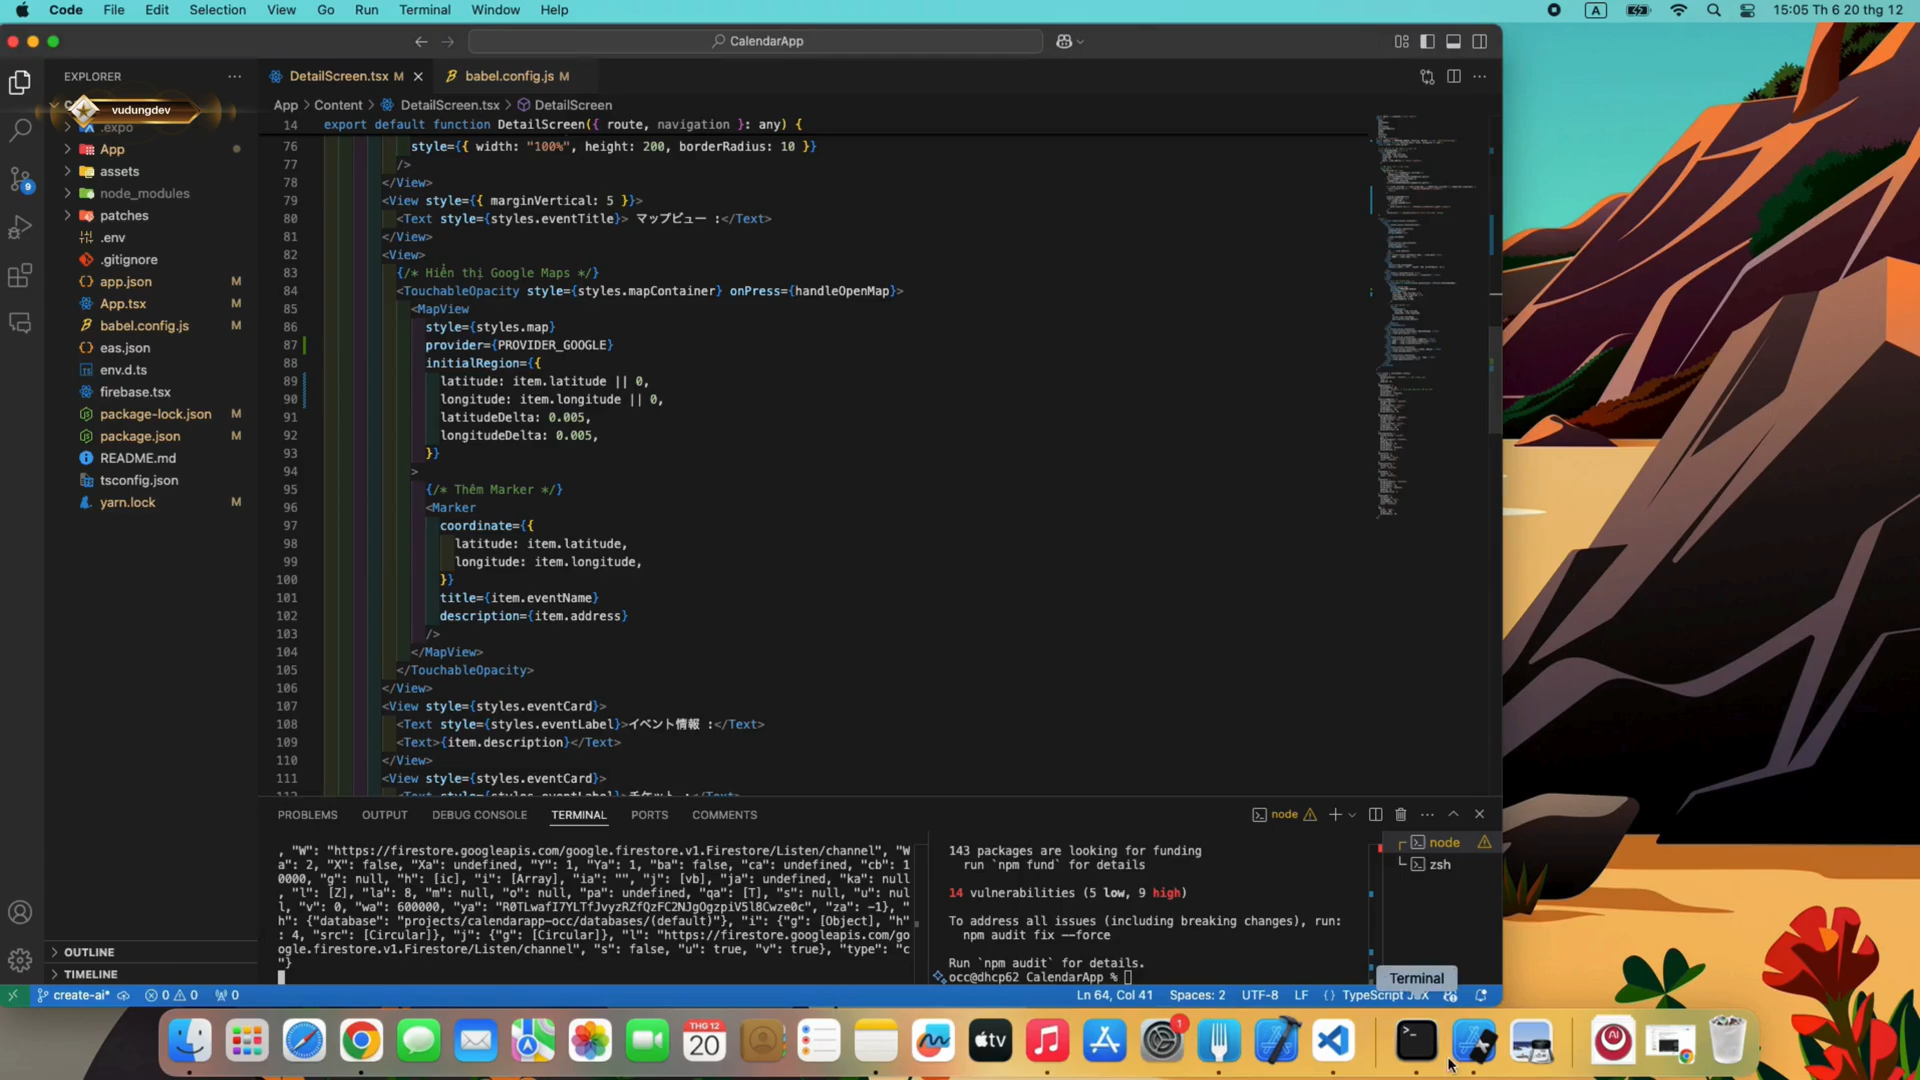 Code File Edit Selection View Go Run Terminal Window Help
A 15:05 Th 6 20 thg 12
CalendarApp
EXPLORER
DetailScreen.tsx M
babel.config.js M
vudungdev
App > Content > DetailScreen.tsx > DetailScreen
.expo
App
assets
node_modules
patches
.env
.gitignore
app.json M
App.tsx M
babel.config.js M
eas.json
env.d.ts
firebase.tsx
package-lock.json M
package.json M
README.md
tsconfig.json
yarn.lock M
OUTLINE
TIMELINE
14 export default function DetailScreen({ route, navigation }: any) {
76 style={{ width: "100%", height: 200, borderRadius: 10 }}
77 />
78 </View>
79 <View style={{ marginVertical: 5 }}>
80 <Text style={styles.eventTitle}> マップビュー :</Text>
81 </View>
82 <View>
83 {/* Hiển thị Google Maps */}
84 <TouchableOpacity style={styles.mapContainer} onPress={handleOpenMap}>
85 <MapView
86 style={styles.map}
87 provider={PROVIDER_GOOGLE}
88 initialRegion={{
89 latitude: item.latitude || 0,
90 longitude: item.longitude || 0,
91 latitudeDelta: 0.005,
92 longitudeDelta: 0.005,
93 }}
94 >
95 {/* Thêm Marker */}
96 <Marker
97 coordinate={{
98 latitude: item.latitude,
99 longitude: item.longitude,
100 }}
101 title={item.eventName}
102 description={item.address}
103 />
104 </MapView>
105 </TouchableOpacity>
106 </View>
107 <View style={styles.eventCard}>
108 <Text style={styles.eventLabel}>イベント情報 :</Text>
109 <Text>{item.description}</Text>
110 </View>
111 <View style={styles.eventCard}>
PROBLEMS OUTPUT DEBUG CONSOLE TERMINAL PORTS COMMENTS
node
, "W": "https://firestore.googleapis.com/google.firestore.v1.Firestore/Listen/channel", "W
a": 2, "X": false, "Xa": undefined, "Y": 1, "Ya": 1, "ba": false, "ca": undefined, "cb": 1
0000, "g": null, "h": [ic], "i": [Array], "ia": "", "j": [vb], "ja": undefined, "ka": null
, "l": [Z], "la": 8, "m": null, "o": null, "pa": undefined, "qa": [T], "s": null, "u": nul
l, "v": 0, "wa": 600000, "ya": "R0TLwafI7YLTfJvyzRZfQzFC2NJgOgzpiV5l8Cwze0c", "za": -1},
"h": {"database": "projects/calendarapp-occ/databases/(default)"}, "i": {"g": [Object], "h"
: 4, "src": [Circular]}, "j": {"g": [Circular]}, "l": "https://firestore.googleapis.com/go
ogle.firestore.v1.Firestore/Listen/channel", "s": false, "u": true, "v": true}, "type": "c
"}
143 packages are looking for funding
run `npm fund` for details
14 vulnerabilities (5 low, 9 high)
To address all issues (including breaking changes), run:
npm audit fix --force
Run `npm audit` for details.
occ@dhcp62 CalendarApp %
node
zsh
Terminal
create-ai* 0 0 0
Ln 64, Col 41 Spaces: 2 UTF-8 LF {} TypeScript JSX
THG 12
20
tv
1
AI